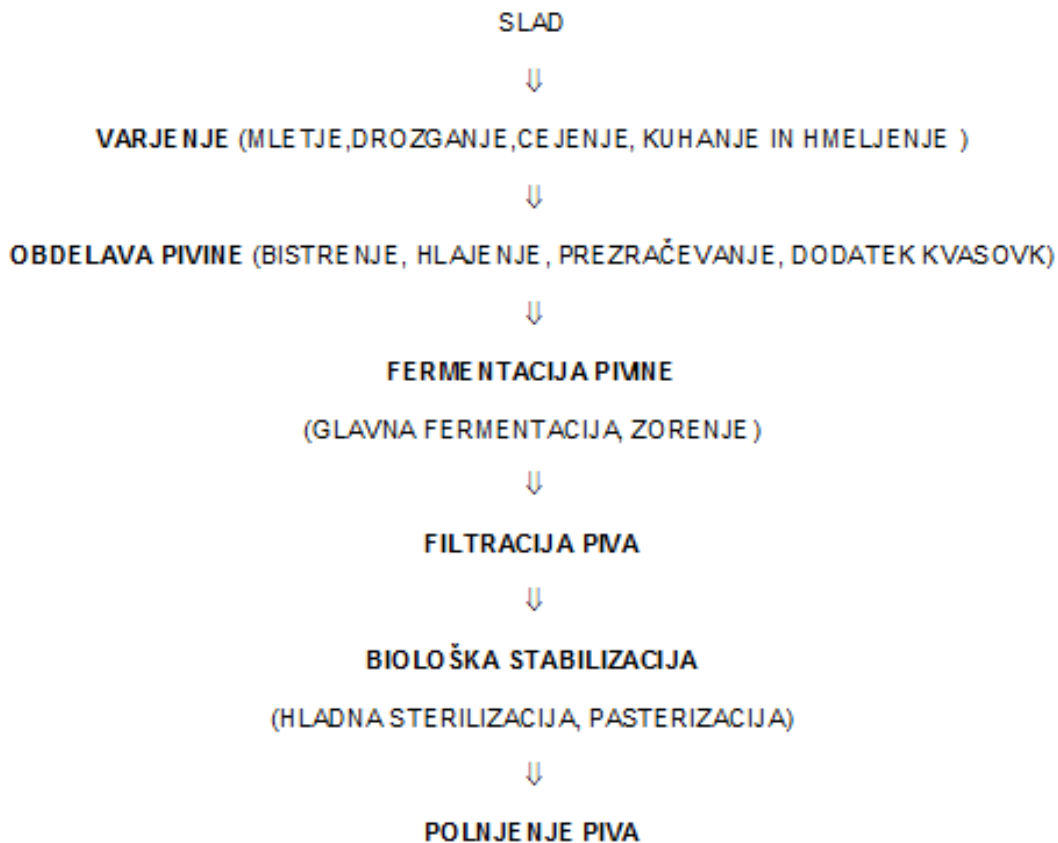 SLAD
⇓
VARJENJE (MLETJE,DROZGANJE,CEJENJE, KUHANJE IN HMELJENJE )
⇓
OBDELAVA PIVINE (BISTRENJE, HLAJENJE, PREZRAČEVANJE, DODATEK KVASOVK)
⇓
FERMENTACIJA PIVINE
(GLAVNA FERMENTACIJA, ZORENJE)
⇓
FILTRACIJA PIVA
⇓
BIOLOŠKA STABILIZACIJA
(HLADNA STERILIZACIJA, PASTERIZACIJA)
⇓
POLNJENJE PIVA